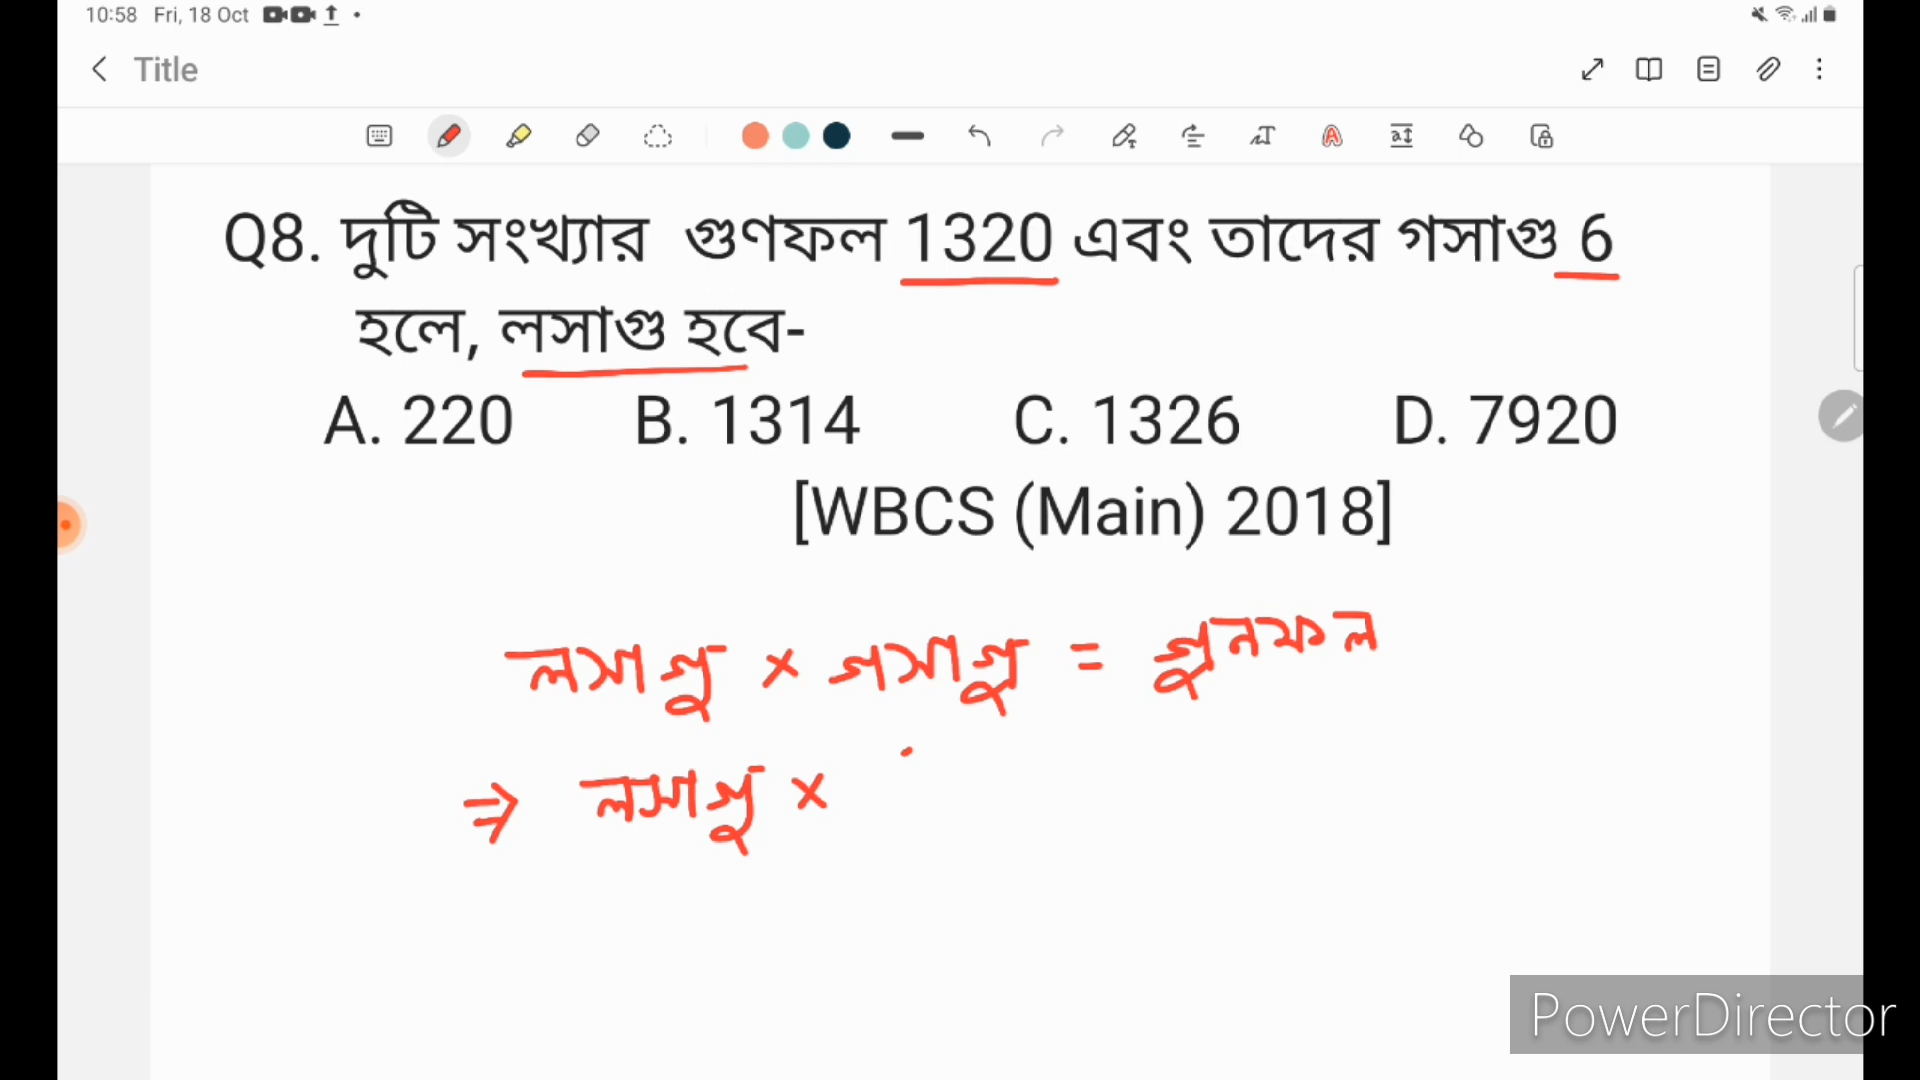 10:58 Fri, 18 Oct
Title
Q8. দুটি সংখ্যার গুণফল 1320 এবং তাদের গসাগু 6
হলে, লসাগু হবে-
A. 220 B. 1314 C. 1326 D. 7920
[WBCS (Main) 2018]
লসাগু × গসাগু = গুনফল
⇒ লসাগু ×
PowerDirector